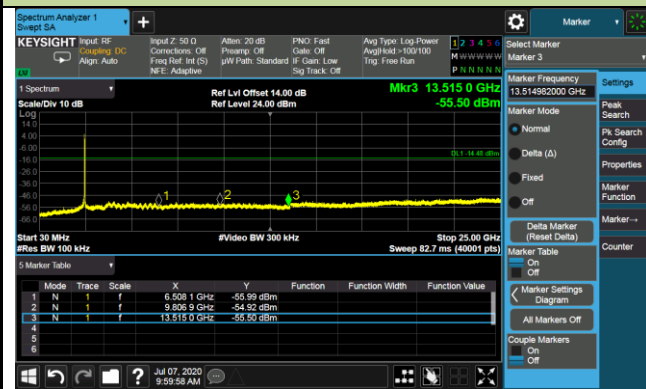 Spectrum Analyzer 1
Swept SA
Marker
KEYSIGHT
Input: RF
Coupling: DC
Align: Auto
Input Z: 50 Ω
Corrections: Off
Freq Ref: Int (S)
NFE: Adaptive
Atten: 20 dB
Preamp: Off
µW Path: Standard
PNO: Fast
Gate: Off
IF Gain: Low
Sig Track: Off
Avg Type: Log-Power
Avg|Hold:>100/100
Trig: Free Run
1 2 3 4 5 6
M W W W W W
P N N N N N
LW
Select Marker
Marker 3
1 Spectrum
Scale/Div 10 dB
Ref Lvl Offset 14.00 dB
Ref Level 24.00 dBm
Mkr3 13.515 0 GHz
-55.50 dBm
Log
14.0
4.00
-6.00
-16.0
-26.0
-36.0
-46.0
-56.0
-66.0
DL1 -14.45 dBm
1
2
3
Start 30 MHz
#Res BW 100 kHz
#Video BW 300 kHz
Stop 25.00 GHz
Sweep 82.7 ms (40001 pts)
5 Marker Table
Mode Trace Scale X Y Function Function Width Function Value
1 N 1 f 6.508 1 GHz -55.99 dBm
2 N 1 f 9.806 9 GHz -54.92 dBm
3 N 1 f 13.515 0 GHz -55.50 dBm
4
5
6
Marker Frequency
13.514982000 GHz
Marker Mode
Normal
Delta (Δ)
Fixed
Off
Delta Marker
(Reset Delta)
Marker Table
On
Off
Marker Settings
Diagram
All Markers Off
Couple Markers
On
Off
Settings
Peak
Search
Pk Search
Config
Properties
Marker
Function
Marker→
Counter
Jul 07, 2020
9:59:58 AM